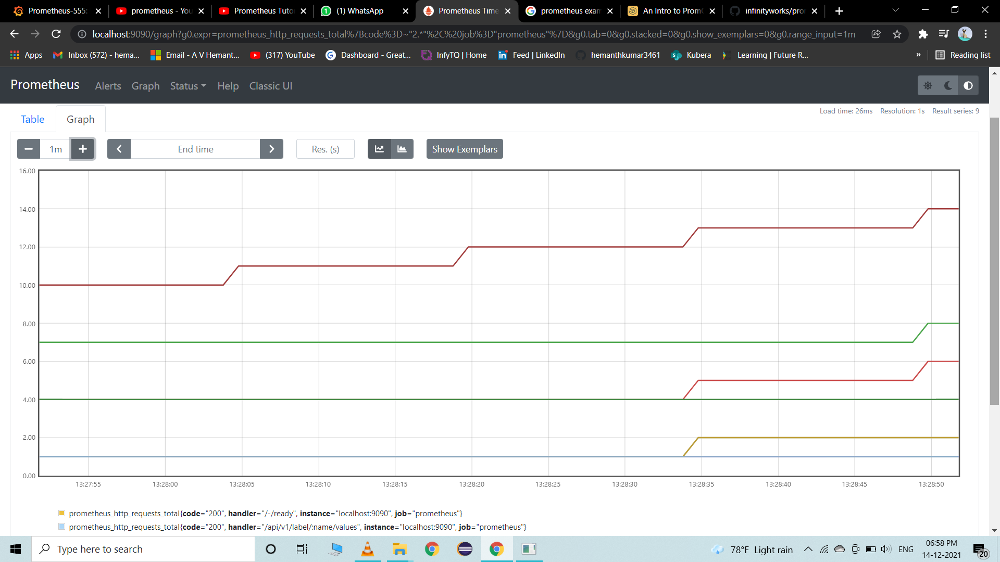 Prometheus-555:
prometheus - You
Prometheus Tuto
(1) WhatsApp
Prometheus Time
prometheus exam
An Intro to Prom
infinityworks/pro
localhost:9090/graph?g0.expr=prometheus_http_requests_total%7Bcode%3D~"2.*"%2C%20job%3D"prometheus"%7D&g0.tab=0&g0.stacked=0&g0.show_exemplars=0&g0.range_input=1m
Apps
Inbox (572) - hema...
Email - A V Hemant...
(317) YouTube
Dashboard - Great...
InfyTQ | Home
Feed | LinkedIn
hemanthkumar3461
Kubera
Learning | Future R...
»
Reading list
Prometheus
Alerts
Graph
Status
Help
Classic UI
Table
Graph
Load time: 26ms Resolution: 1s Result series: 9
1m
End time
Res. (s)
Show Exemplars
16.00
14.00
12.00
10.00
8.00
6.00
4.00
2.00
0.00
13:27:55
13:28:00
13:28:05
13:28:10
13:28:15
13:28:20
13:28:25
13:28:30
13:28:35
13:28:40
13:28:45
13:28:50
prometheus_http_requests_total{code="200", handler="/-/ready", instance="localhost:9090", job="prometheus"}
prometheus_http_requests_total{code="200", handler="/api/v1/label/:name/values", instance="localhost:9090", job="prometheus"}
Type here to search
78°F Light rain
ENG
06:58 PM
14-12-2021
20